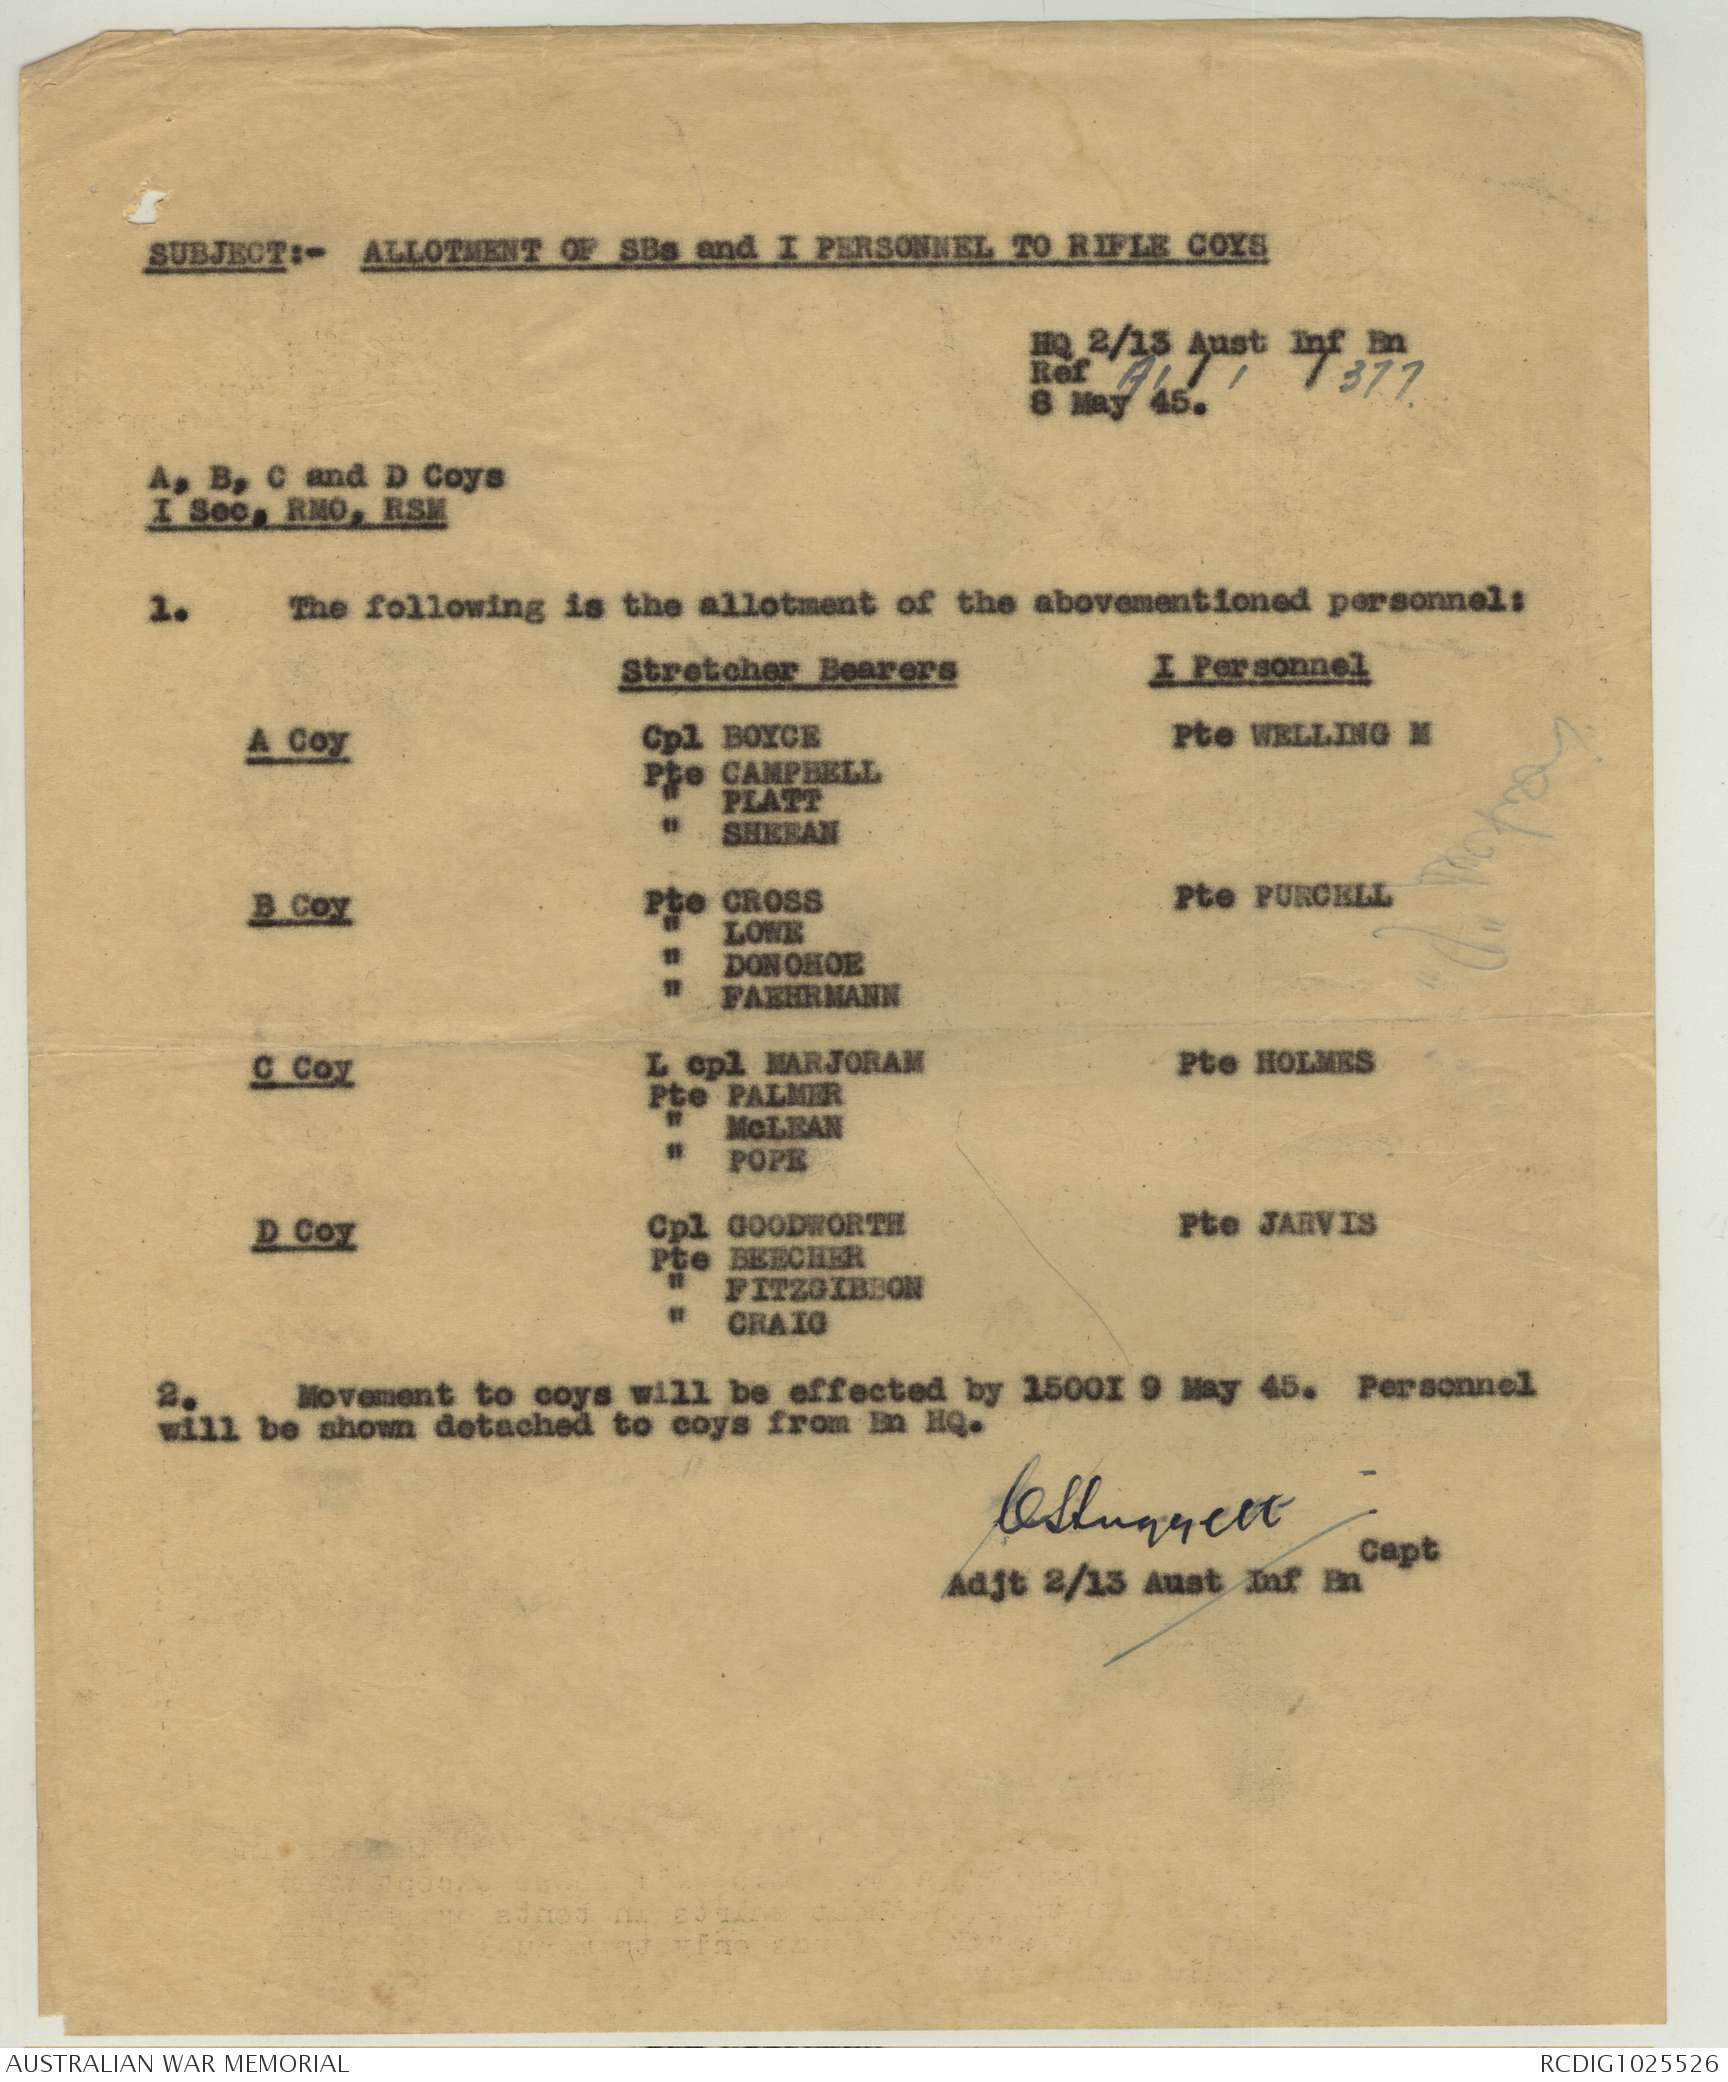 SUBJECT:- ALLOTMENT OF SBs and I PERSONNEL TO RIFLE COYS
HQ 2/13 Aust Inf Bn
Ref A1/1/377
8 May 45.
A, B, C and D Coys
I Sec, RMO, RSM
1. The following is the allotment of the abovementioned personnel:
Stretcher Bearers I Personnel
A Coy Cpl BOYCE Pte WELLING M
Pte CAMPBELL
" PLATT
" SHEEAN
B Coy Pte CROSS Pte PURCELL
" LOWE
" DONOHOE
" FAEHRMANN
C Coy L cpl MARJORAM Pte HOLMES
Pte PALMER
" McLEAN
" POPE
D Coy Cpl GOODWORTH Pte JARVIS
Pte BEECHER
" FITZGIBBON
" CRAIG
2. Movement to coys will be effected by 1500I 9 May 45. Personnel
will be shown detached to coys from Bn HQ.
Capt
Adjt 2/13 Aust Inf Bn
AUSTRALIAN WAR MEMORIAL RCDIG1025526